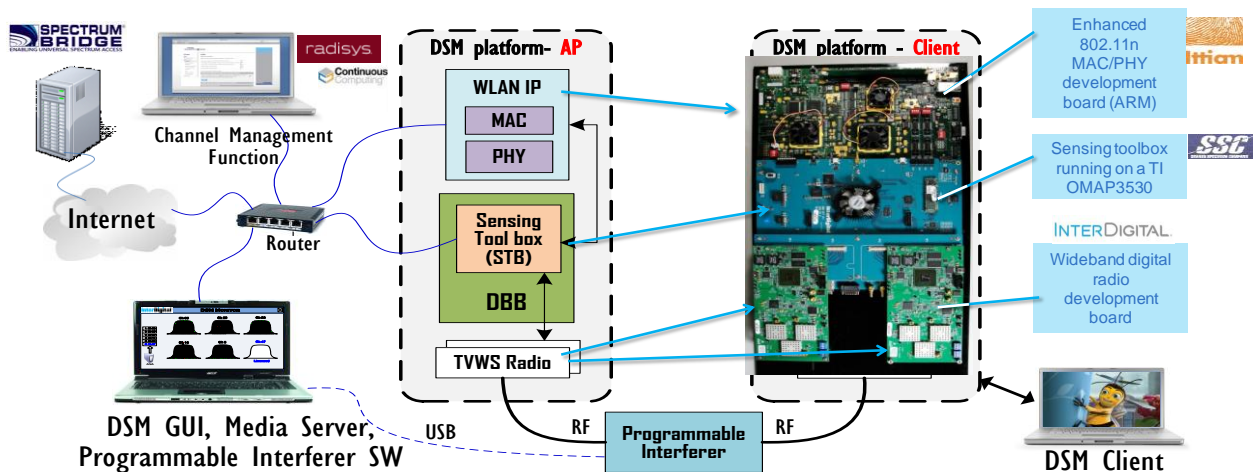 SPECTRUM
BRIDGE
ENABLING UNIVERSAL SPECTRUM ACCESS
radisys.
Continuous
Computing
Channel Management
Function
Internet
Router
InterDigital
DSM GUI, Media Server,
Programmable Interferer SW
USB
DSM platform- AP
WLAN IP
MAC
PHY
Sensing
Tool box
(STB)
DBB
TVWS Radio
RF
Programmable
Interferer
RF
DSM platform - Client
Enhanced
802.11n
MAC/PHY
development
board (ARM)
Ittiam
Sensing toolbox
running on a TI
OMAP3530
SSC
INTERDIGITAL.
Wideband digital
radio
development
board
DSM Client